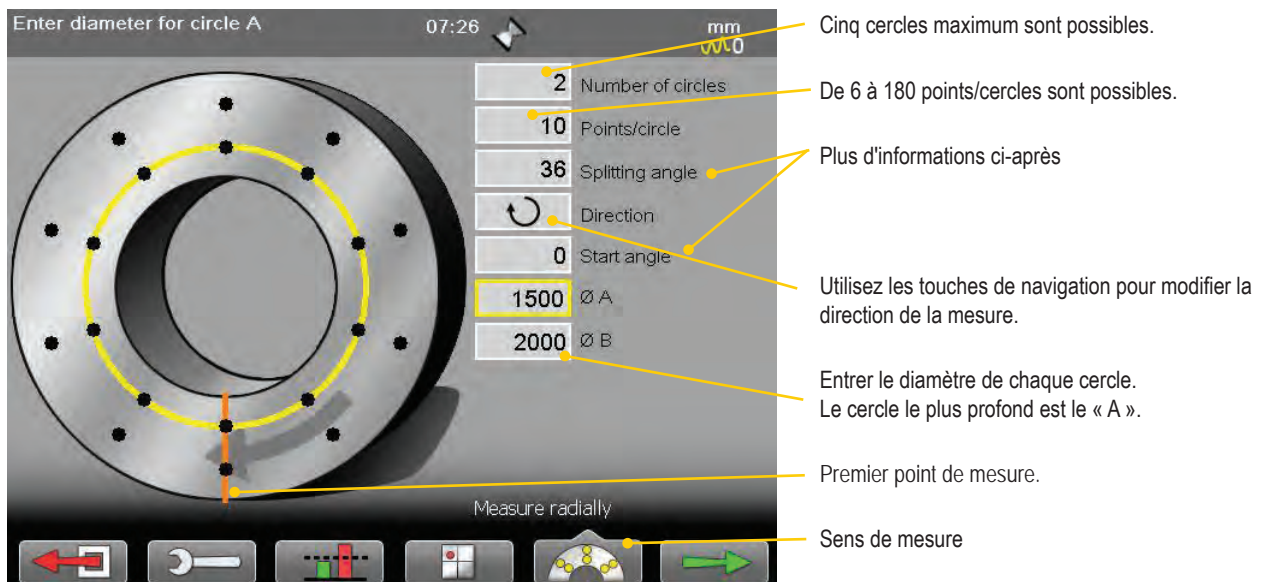 Enter diameter for circle A
07:26
mm
0
2 Number of circles
10 Points/circle
36 Splitting angle
Direction
0 Start angle
1500 Ø A
2000 Ø B
Measure radially
Cinq cercles maximum sont possibles.
De 6 à 180 points/cercles sont possibles.
Plus d'informations ci-après
Utilisez les touches de navigation pour modifier la
direction de la mesure.
Entrer le diamètre de chaque cercle.
Le cercle le plus profond est le « A ».
Premier point de mesure.
Sens de mesure